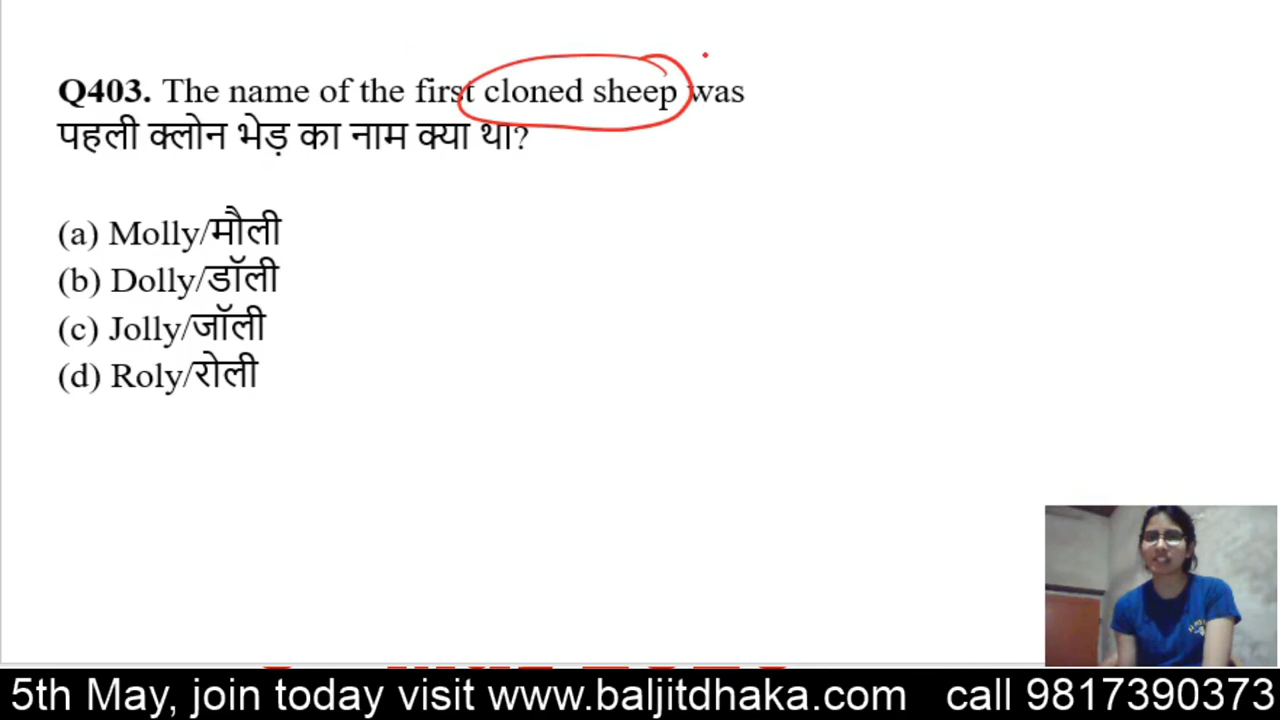 Q403. The name of the first cloned sheep was
पहली क्लोन भेड़ का नाम क्या था?
(a) Molly/मौली
(b) Dolly/डॉली
(c) Jolly/जॉली
(d) Roly/रोली
5th May, join today visit www.baljitdhaka.com call 9817390373